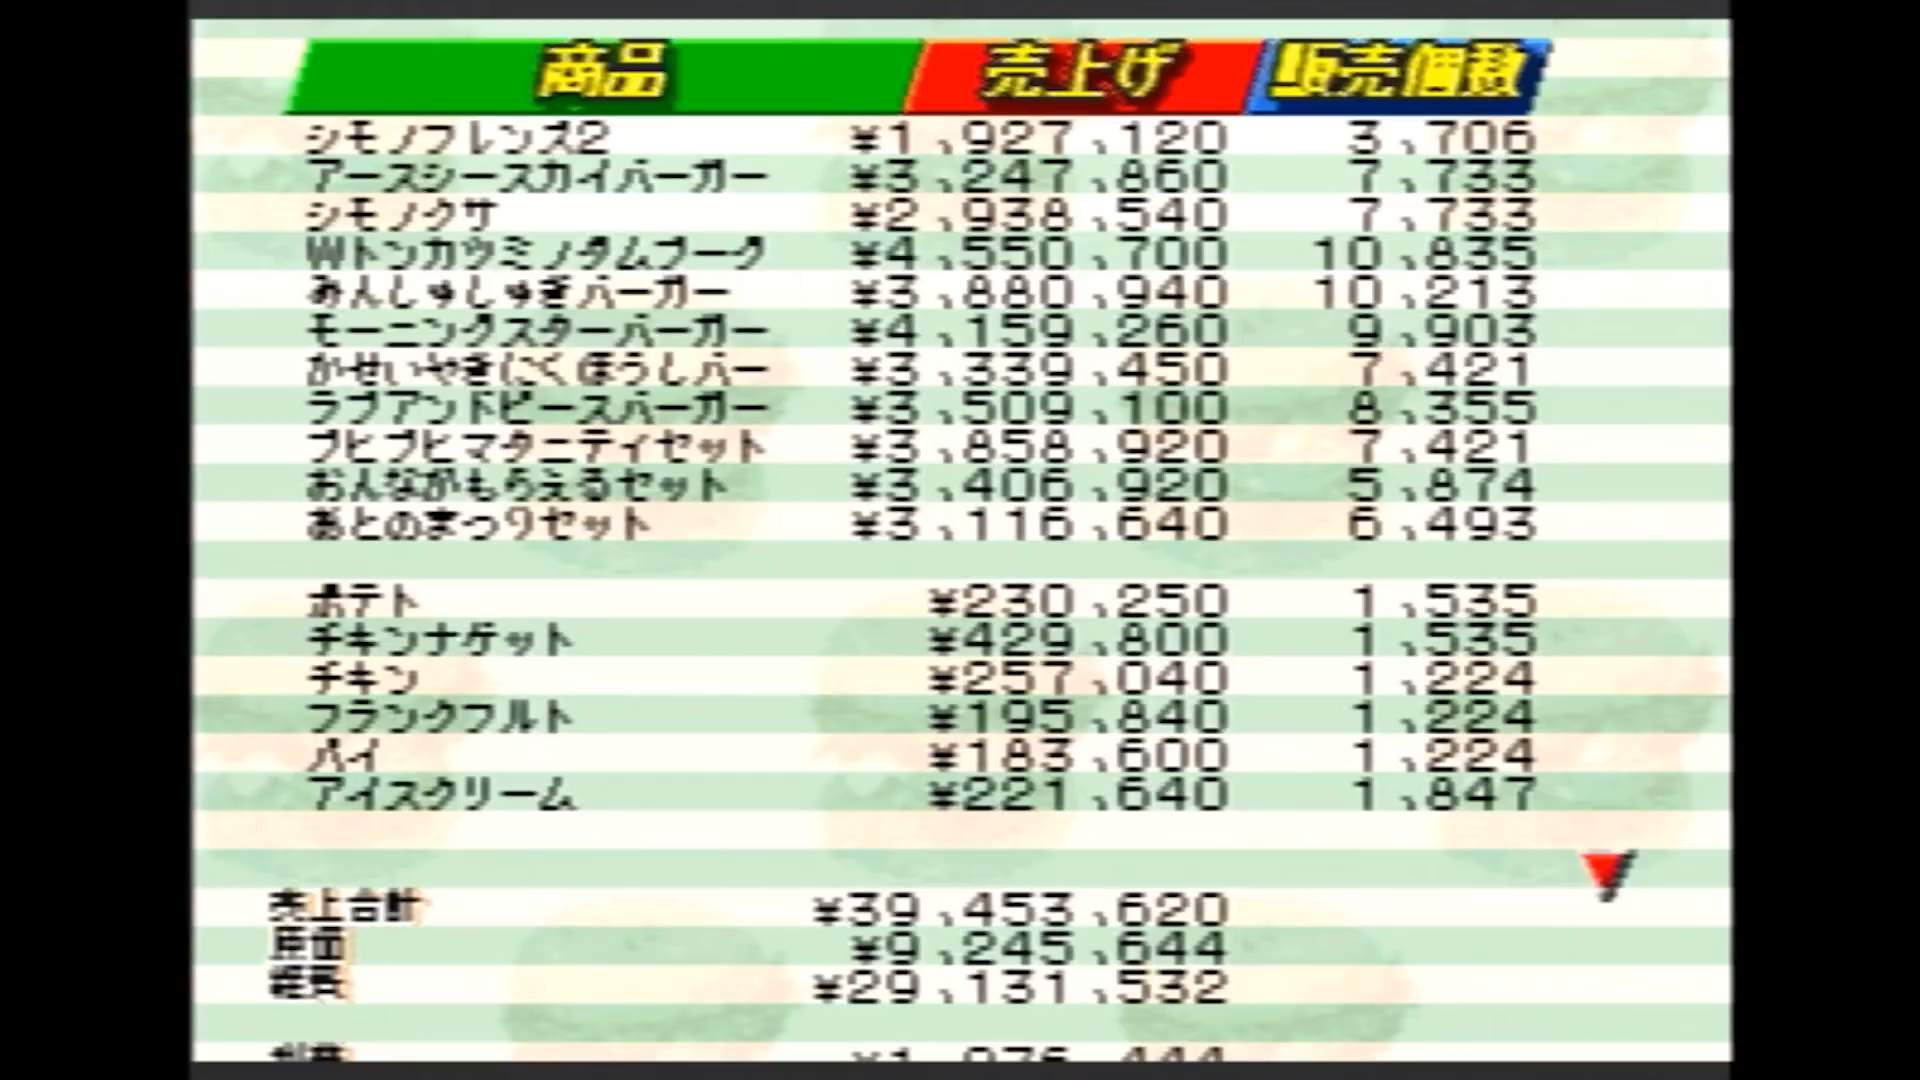 商品 売上げ 販売個数
シモノフレンズ2 ¥1,927,120 3,706
アースシースカイバーガー ¥3,247,860 7,733
シモノクサ ¥2,938,540 7,733
WトンカツミノタムフーG ¥4,550,700 10,835
みんしゅしゅぎバーガー ¥3,880,940 10,213
モーニングスターバーガー ¥4,159,260 9,903
かせいやきにくほうしバー ¥3,339,450 7,421
ラブアンドピースバーガー ¥3,509,100 8,355
ブヒブヒマタニティセット ¥3,858,920 7,421
おんながもらえるセット ¥3,406,920 5,874
あとのまつりセット ¥3,116,640 6,493
ポテト ¥230,250 1,535
チキンナゲット ¥429,800 1,535
チキン ¥257,040 1,224
フランクフルト ¥195,840 1,224
パイ ¥183,600 1,224
アイスクリーム ¥221,640 1,847
売上合計 ¥39,453,620
原価 ¥9,245,644
経費 ¥29,131,532
¥1,076,444